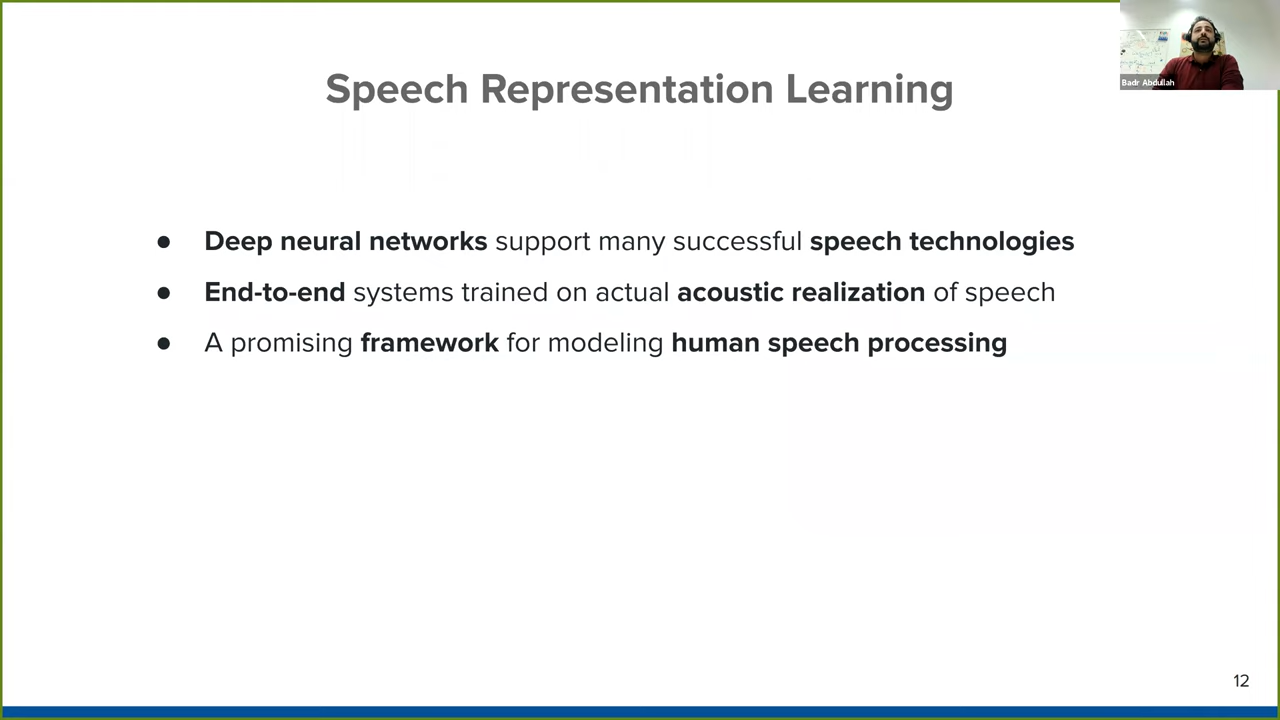 Speech Representation Learning
Badr Abdullah
● Deep neural networks support many successful speech technologies
● End-to-end systems trained on actual acoustic realization of speech
● A promising framework for modeling human speech processing
12